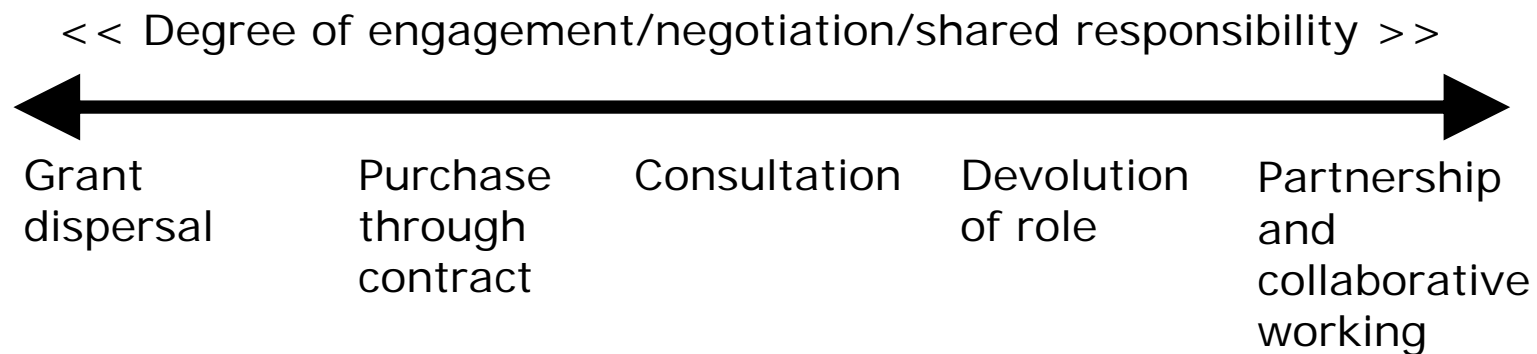 << Degree of engagement/negotiation/shared responsibility >>
Grant
dispersal
Purchase
through
contract
Consultation
Devolution
of role
Partnership
and
collaborative
working